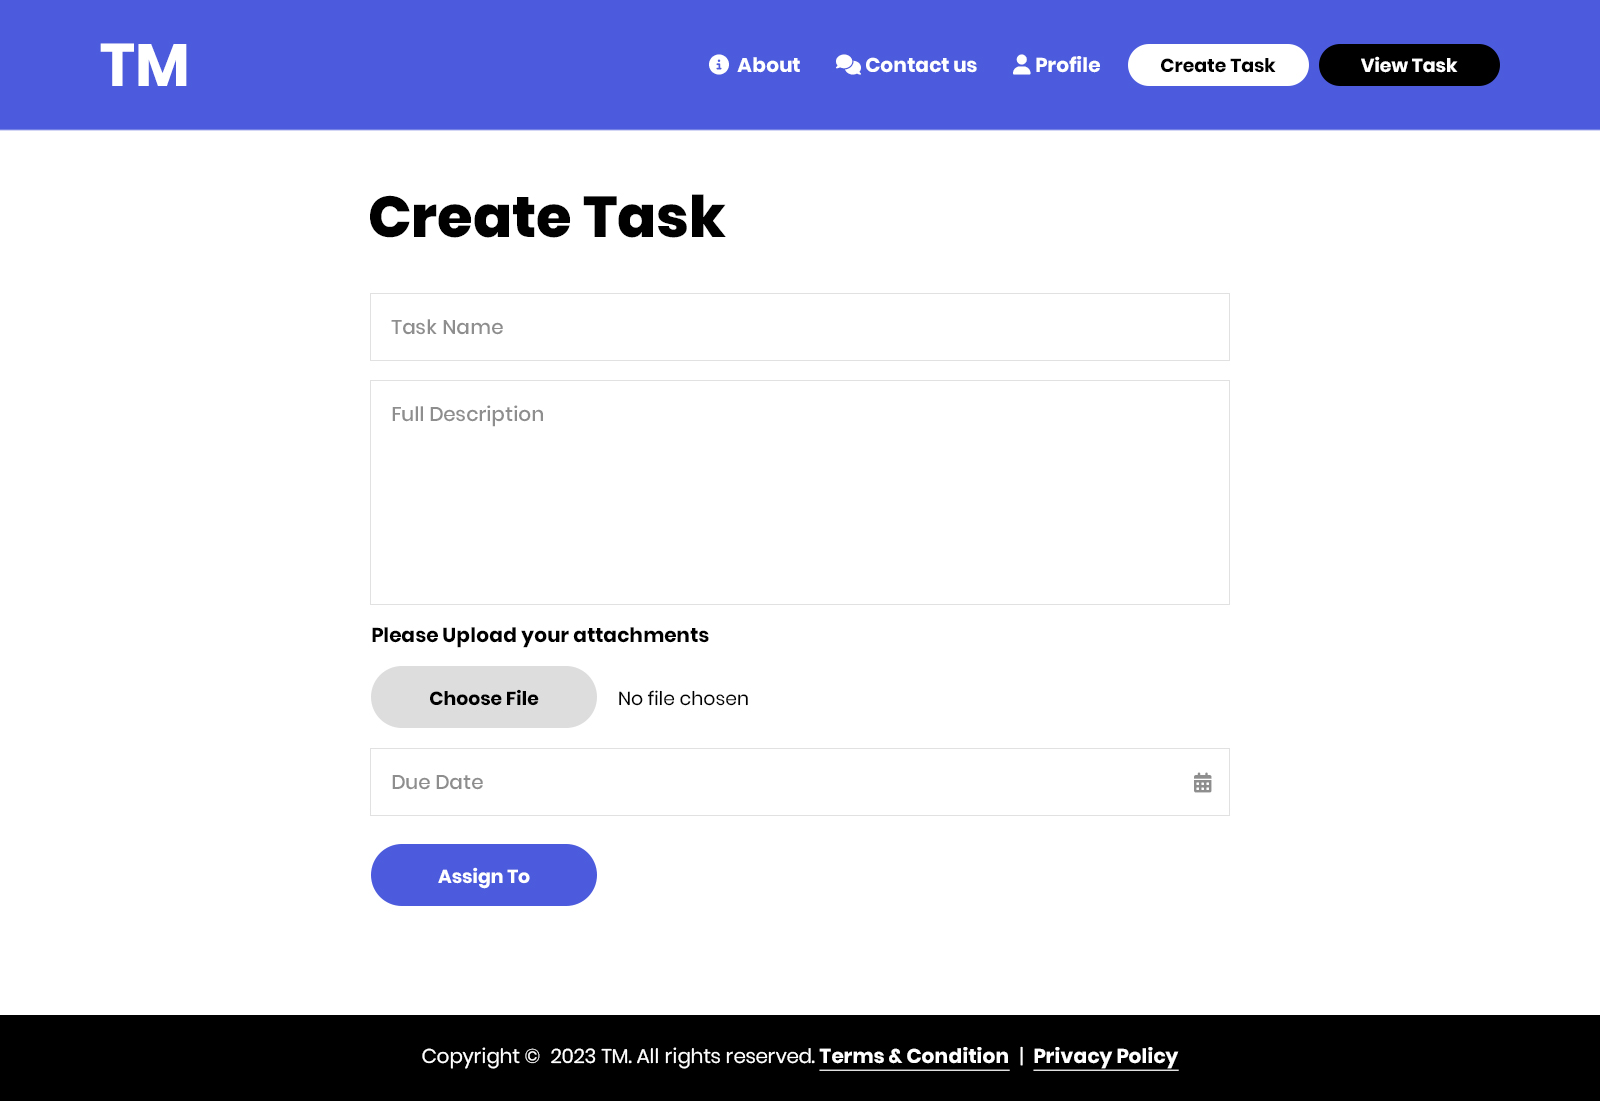 TM
About
Contact us
Profile
Create Task
View Task
Create Task
Task Name
Full Description
Please Upload your attachments
Choose File
No file chosen
Due Date
Assign To
Copyright © 2023 TM. All rights reserved. Terms & Condition | Privacy Policy